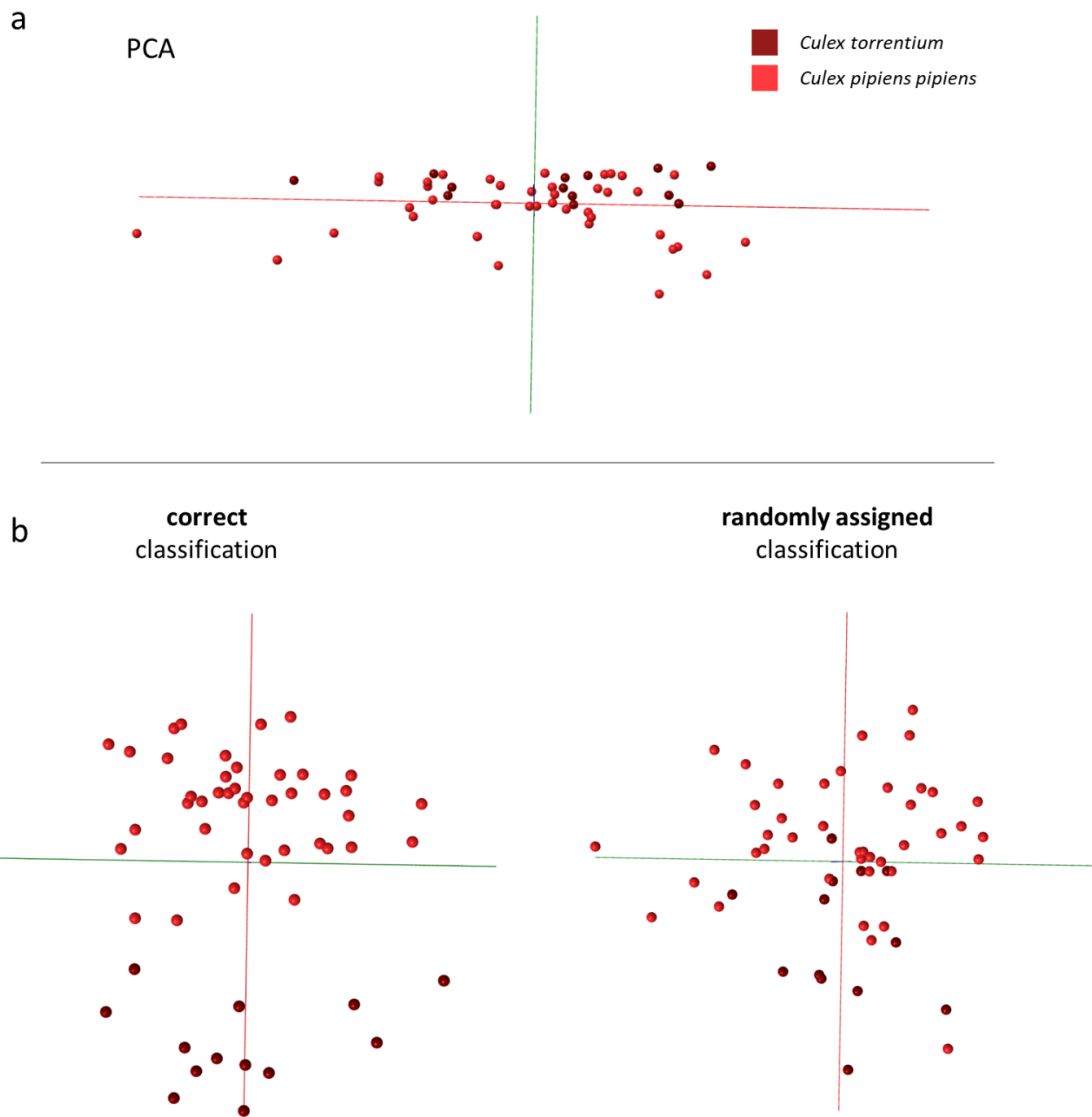 a
PCA
Culex torrentium
Culex pipiens pipiens
b
correct
classification
randomly assigned
classification